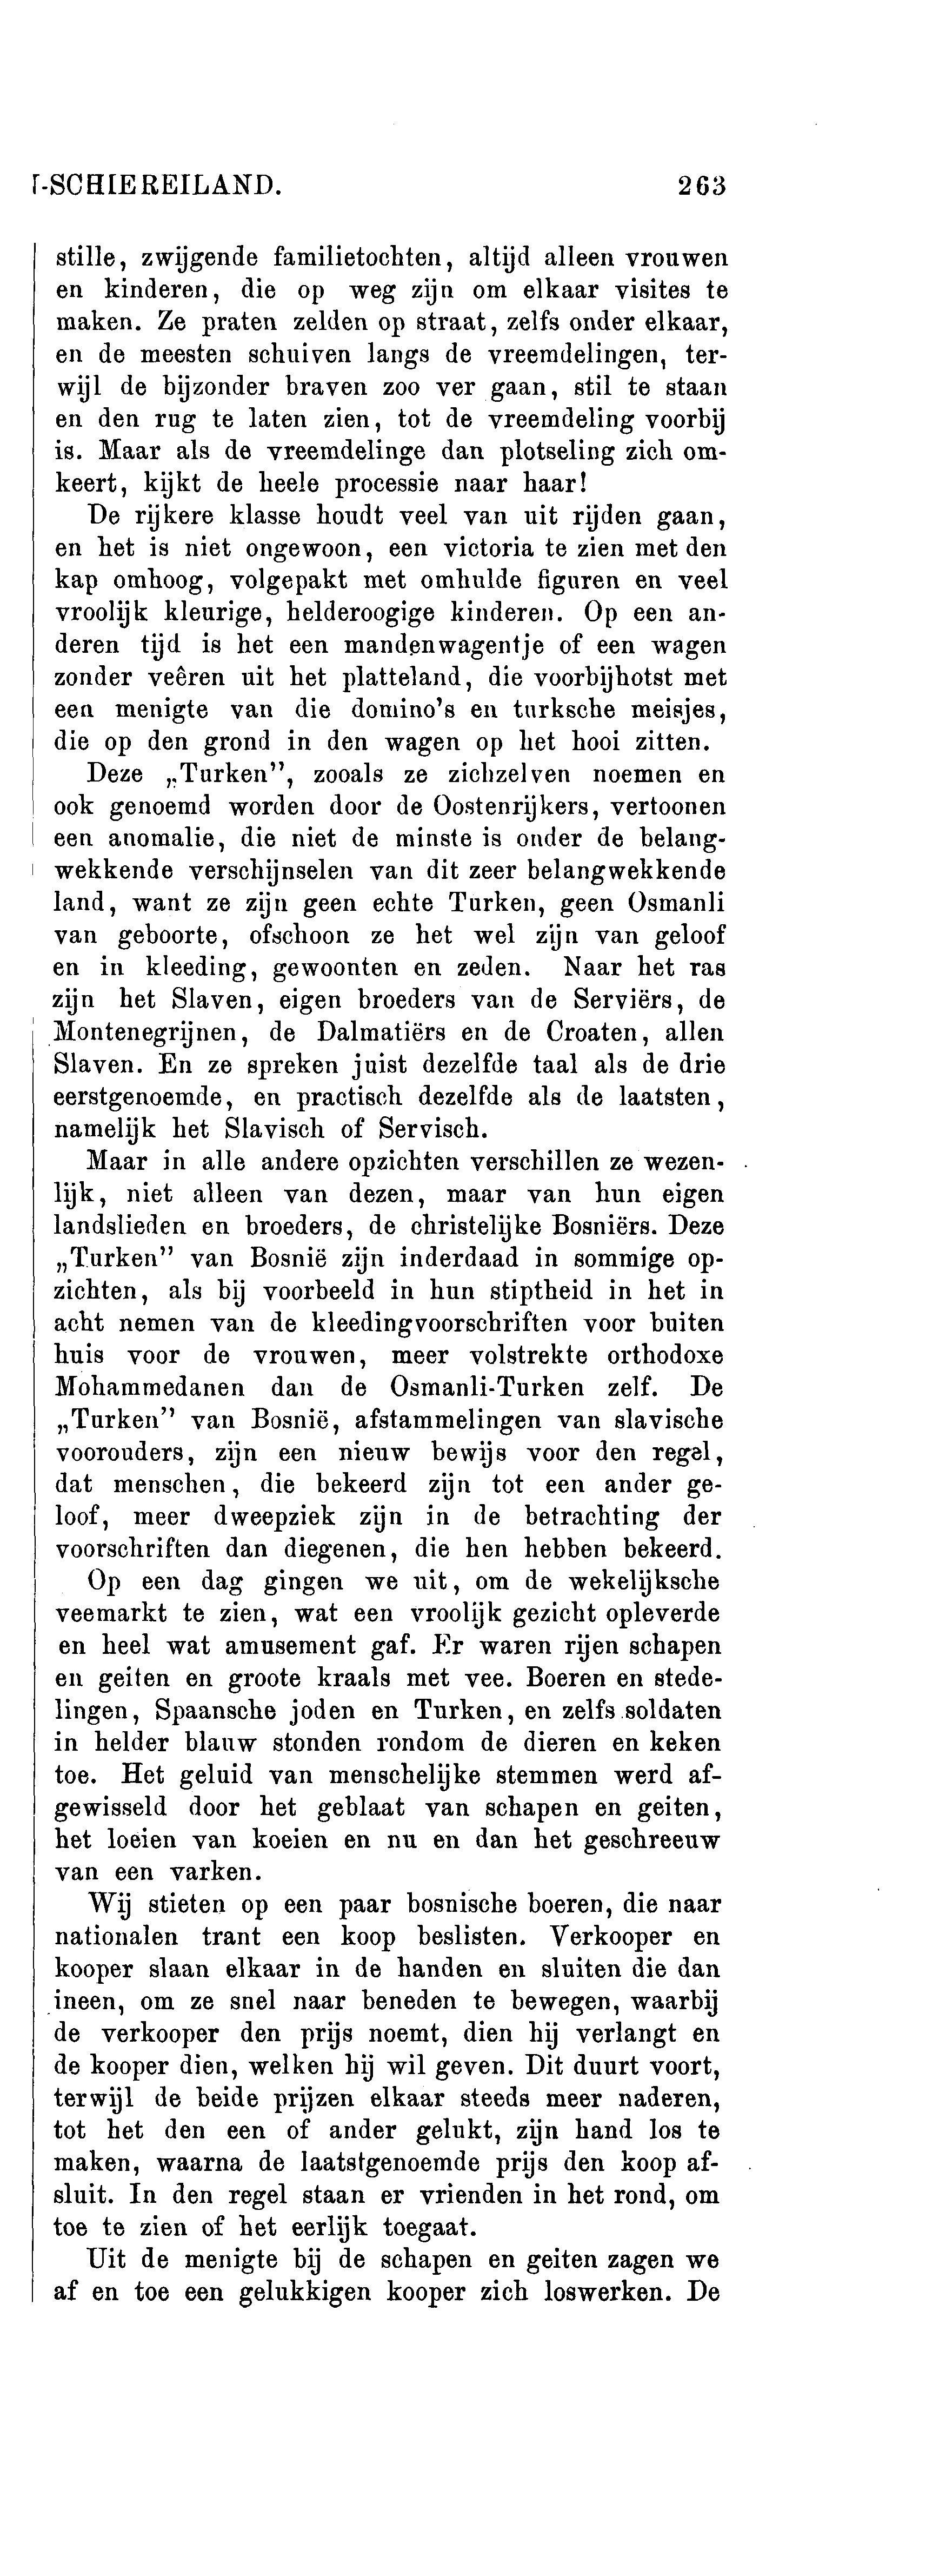 -SCHIEREILAND. 263
stille, zwijgende familietochten, altijd alleen vrouwen
en kinderen, die op weg zijn om elkaar visites te
maken. Ze praten zelden op straat, zelfs onder elkaar,
en de meesten schuiven langs de vreemdelingen, ter-
wijl de bijzonder braven zoo ver gaan, stil te staan
en den rug te laten zien, tot de vreemdeling voorbij
is. Maar als de vreemdelinge dan plotseling zich om-
keert, kijkt de heele processie naar haar!
De rijkere klasse houdt veel van uit rijden gaan,
en het is niet ongewoon, een victoria te zien met den
kap omhoog, volgepakt met omhulde figuren en veel
vroolijk kleurige, helderoogige kinderen. Op een an-
deren tijd is het een mandenwagentje of een wagen
zonder veêren uit het platteland, die voorbijhotst met
een menigte van die domino's en turksche meisjes,
die op den grond in den wagen op het hooi zitten.
Deze „Turken”, zooals ze zichzelven noemen en
ook genoemd worden door de Oostenrijkers, vertoonen
een anomalie, die niet de minste is onder de belang-
wekkende verschijnselen van dit zeer belangwekkende
land, want ze zijn geen echte Turken, geen Osmanli
van geboorte, ofschoon ze het wel zijn van geloof
en in kleeding, gewoonten en zeden. Naar het ras
zijn het Slaven, eigen broeders van de Serviërs, de
Montenegrijnen, de Dalmatiërs en de Croaten, allen
Slaven. En ze spreken juist dezelfde taal als de drie
eerstgenoemde, en practisch dezelfde als de laatsten,
namelijk het Slavisch of Servisch.
Maar in alle andere opzichten verschillen ze wezen-
lijk, niet alleen van dezen, maar van hun eigen
landslieden en broeders, de christelijke Bosniërs. Deze
„Turken” van Bosnië zijn inderdaad in sommige op-
zichten, als bij voorbeeld in hun stiptheid in het in
acht nemen van de kleedingvoorschriften voor buiten
huis voor de vrouwen, meer volstrekte orthodoxe
Mohammedanen dan de Osmanli-Turken zelf. De
„Turken” van Bosnië, afstammelingen van slavische
voorouders, zijn een nieuw bewijs voor den regel,
dat menschen, die bekeerd zijn tot een ander ge-
loof, meer dweepziek zijn in de betrachting der
voorschriften dan diegenen, die hen hebben bekeerd.
Op een dag gingen we uit, om de wekelijksche
veemarkt te zien, wat een vroolijk gezicht opleverde
en heel wat amusement gaf. Er waren rijen schapen
en geiten en groote kraals met vee. Boeren en stede-
lingen, Spaansche joden en Turken, en zelfs soldaten
in helder blauw stonden rondom de dieren en keken
toe. Het geluid van menschelijke stemmen werd af-
gewisseld door het geblaat van schapen en geiten,
het loeien van koeien en nu en dan het geschreeuw
van een varken.
Wij stieten op een paar bosnische boeren, die naar
nationalen trant een koop beslisten. Verkooper en
kooper slaan elkaar in de handen en sluiten die dan
ineen, om ze snel naar beneden te bewegen, waarbij
de verkooper den prijs noemt, dien hij verlangt en
de kooper dien, welken hij wil geven. Dit duurt voort,
terwijl de beide prijzen elkaar steeds meer naderen,
tot het den een of ander gelukt, zijn hand los te
maken, waarna de laatstgenoemde prijs den koop af-
sluit. In den regel staan er vrienden in het rond, om
toe te zien of het eerlijk toegaat.
Uit de menigte bij de schapen en geiten zagen we
af en toe een gelukkigen kooper zich loswerken. De